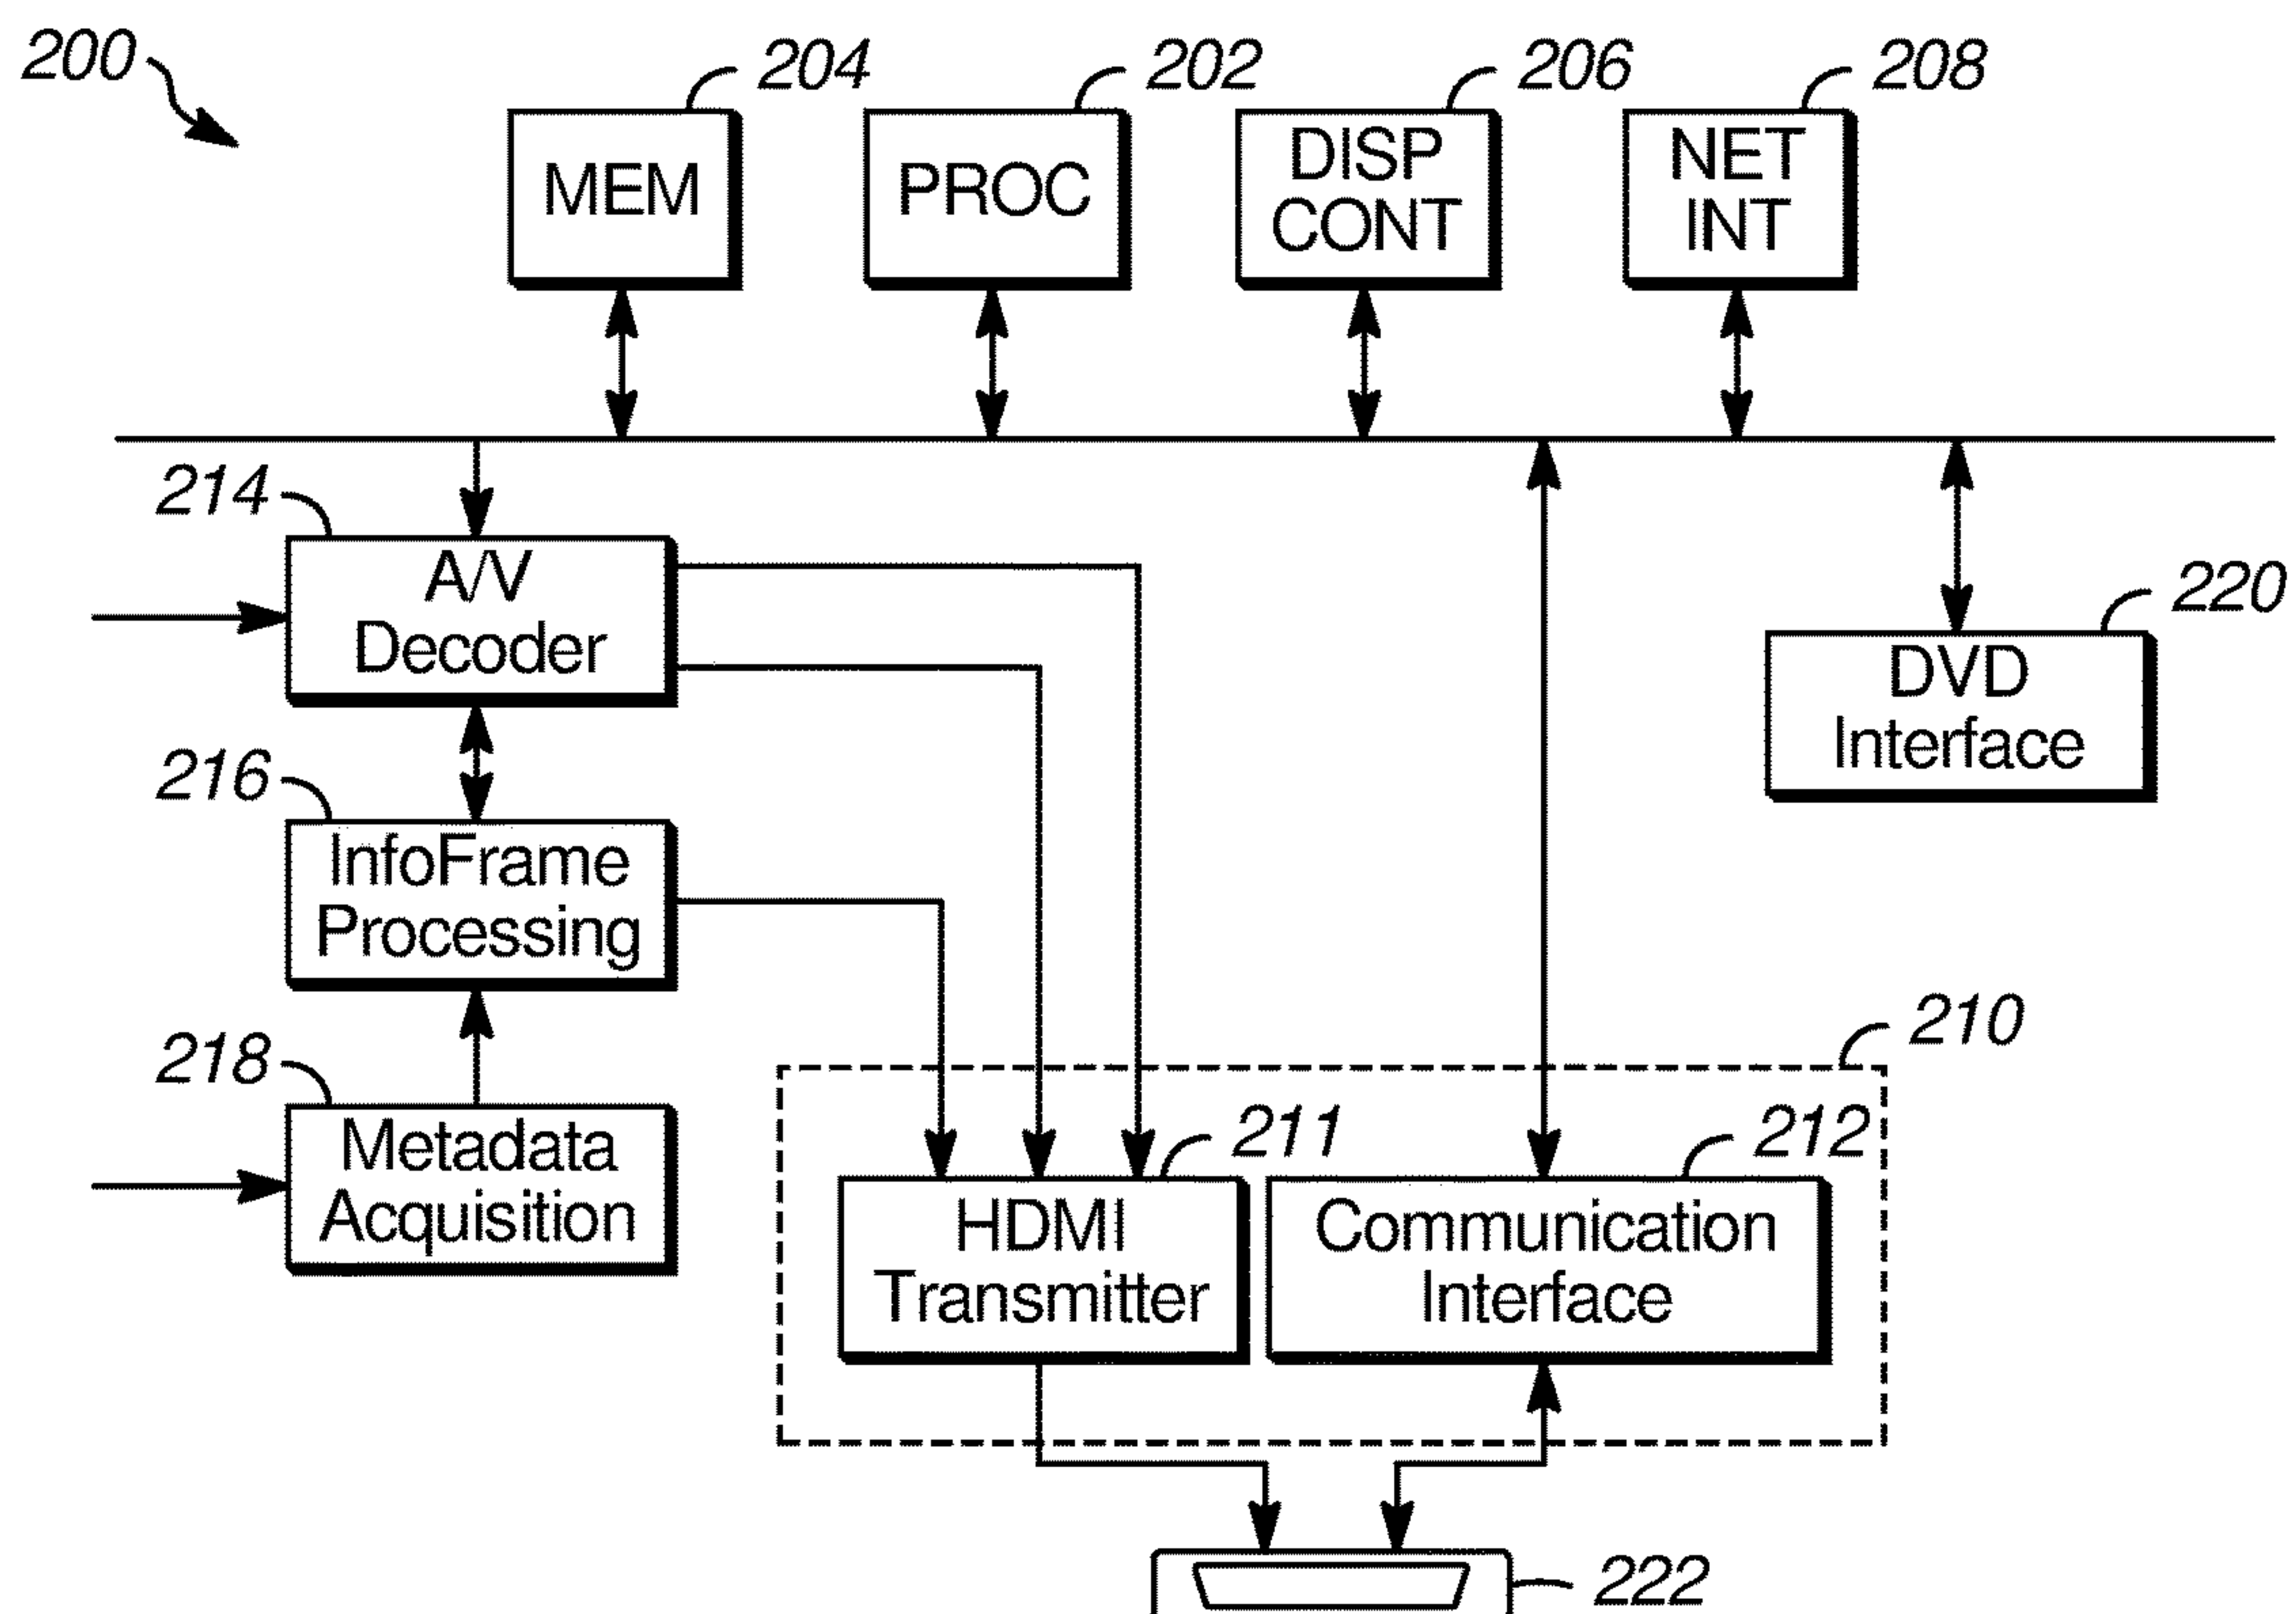 200
204
202
206
208
MEM
PROC
DISP
CONT
NET
INT
214
A/V
Decoder
220
DVD
Interface
216
InfoFrame
Processing
210
218
Metadata
Acquisition
211
212
HDMI
Transmitter
Communication
Interface
222